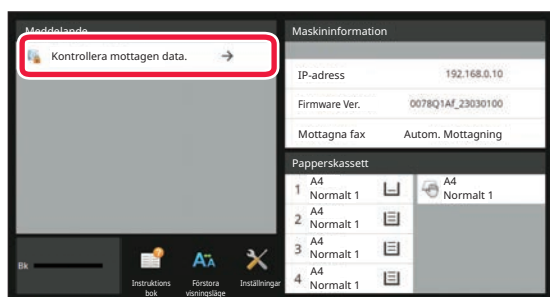 Meddelande
Kontrollera mottagen data.
Maskininformation
IP-adress 192.168.0.10
Firmware Ver. 0078Q1Af_23030100
Mottagna fax Autom. Mottagning
Papperskassett
1 A4
Normalt 1
A4
Normalt 1
2 A4
Normalt 1
3 A4
Normalt 1
4 A4
Normalt 1
Bk
Instruktions
bok
Förstora
visningsläge
Inställningar